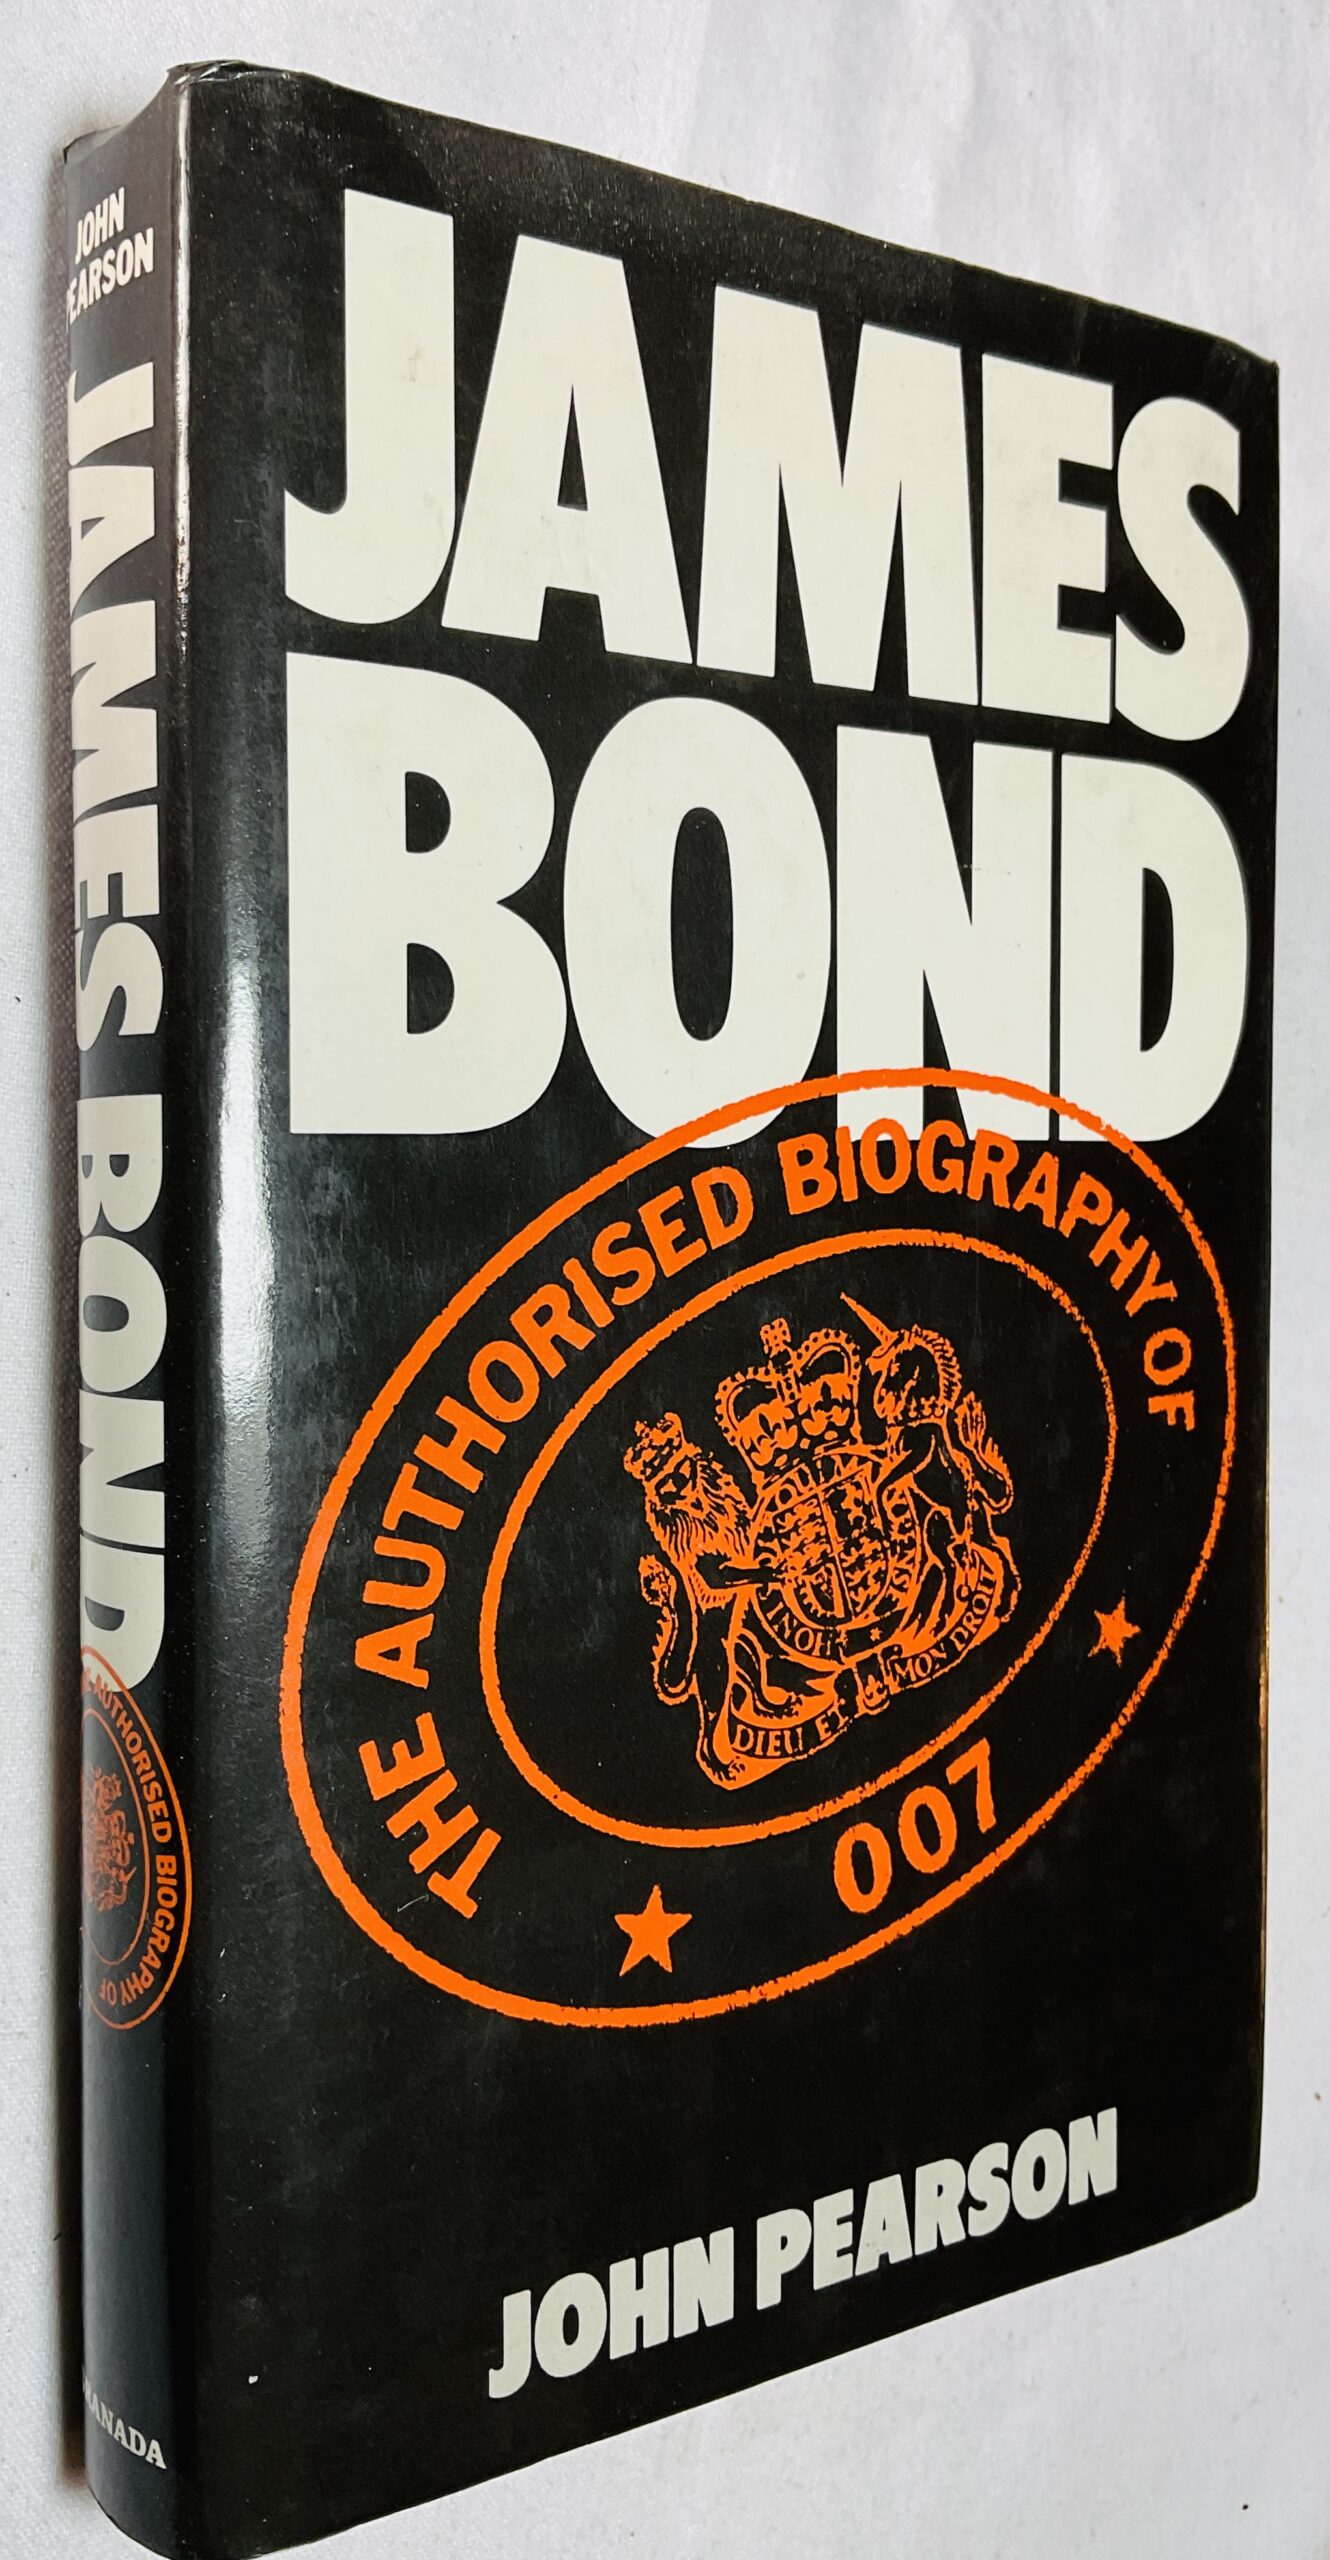 JOHN
PEARSON
JAMES BOND
AUTHORISED BIOGRAPHY OF
JAMES
BOND
THE AUTHORISED BIOGRAPHY OF
007
DIEU ET MON DROIT
JOHN PEARSON